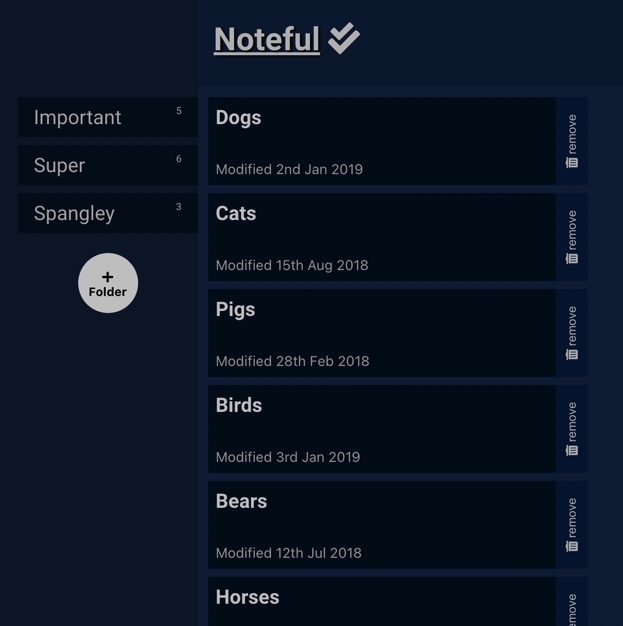 Noteful
Important 5
Super 6
Spangley 3
+
Folder
Dogs
Modified 2nd Jan 2019
remove
Cats
Modified 15th Aug 2018
remove
Pigs
Modified 28th Feb 2018
remove
Birds
Modified 3rd Jan 2019
remove
Bears
Modified 12th Jul 2018
remove
Horses
emove